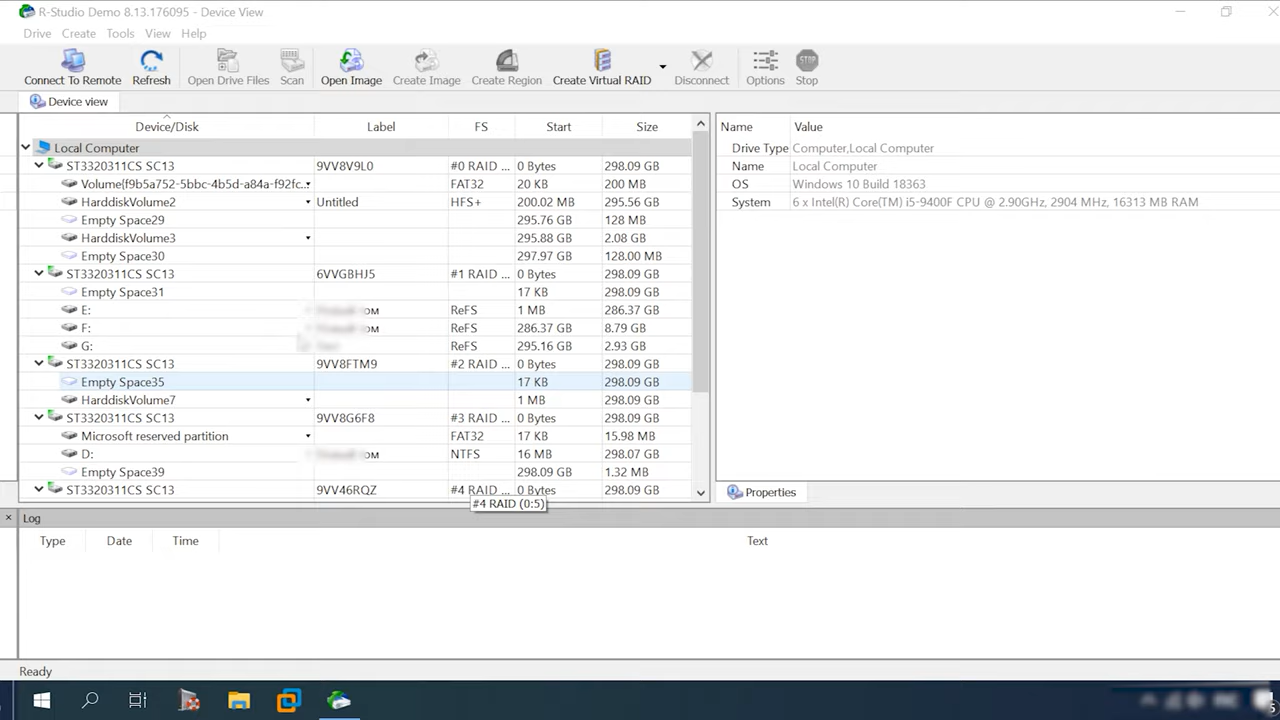 R-Studio Demo 8.13.176095 - Device View
Drive Create Tools View Help
Connect To Remote Refresh Open Drive Files Scan Open Image Create Image Create Region Create Virtual RAID Disconnect Options Stop
Device view
Device/Disk Label FS Start Size
Name Value
Local Computer
Drive Type Computer,Local Computer
ST3320311CS SC13 9VV8V9L0 #0 RAID ... 0 Bytes 298.09 GB
Name Local Computer
Volume{f9b5a752-5bbc-4b5d-a84a-f92fc... FAT32 20 KB 200 MB
OS Windows 10 Build 18363
HarddiskVolume2 Untitled HFS+ 200.02 MB 295.56 GB
System 6 x Intel(R) Core(TM) i5-9400F CPU @ 2.90GHz, 2904 MHz, 16313 MB RAM
Empty Space29 295.76 GB 128 MB
HarddiskVolume3 295.88 GB 2.08 GB
Empty Space30 297.97 GB 128.00 MB
ST3320311CS SC13 6VVGBHJ5 #1 RAID ... 0 Bytes 298.09 GB
Empty Space31 17 KB 298.09 GB
E: ReFS 1 MB 286.37 GB
F: ReFS 286.37 GB 8.79 GB
G: ReFS 295.16 GB 2.93 GB
ST3320311CS SC13 9VV8FTM9 #2 RAID ... 0 Bytes 298.09 GB
Empty Space35 17 KB 298.09 GB
HarddiskVolume7 1 MB 298.09 GB
ST3320311CS SC13 9VV8G6F8 #3 RAID ... 0 Bytes 298.09 GB
Microsoft reserved partition FAT32 17 KB 15.98 MB
D: NTFS 16 MB 298.07 GB
Empty Space39 298.09 GB 1.32 MB
ST3320311CS SC13 9VV46RQZ #4 RAID ... 0 Bytes 298.09 GB
#4 RAID (0:5)
Properties
Log
Type Date Time Text
Ready